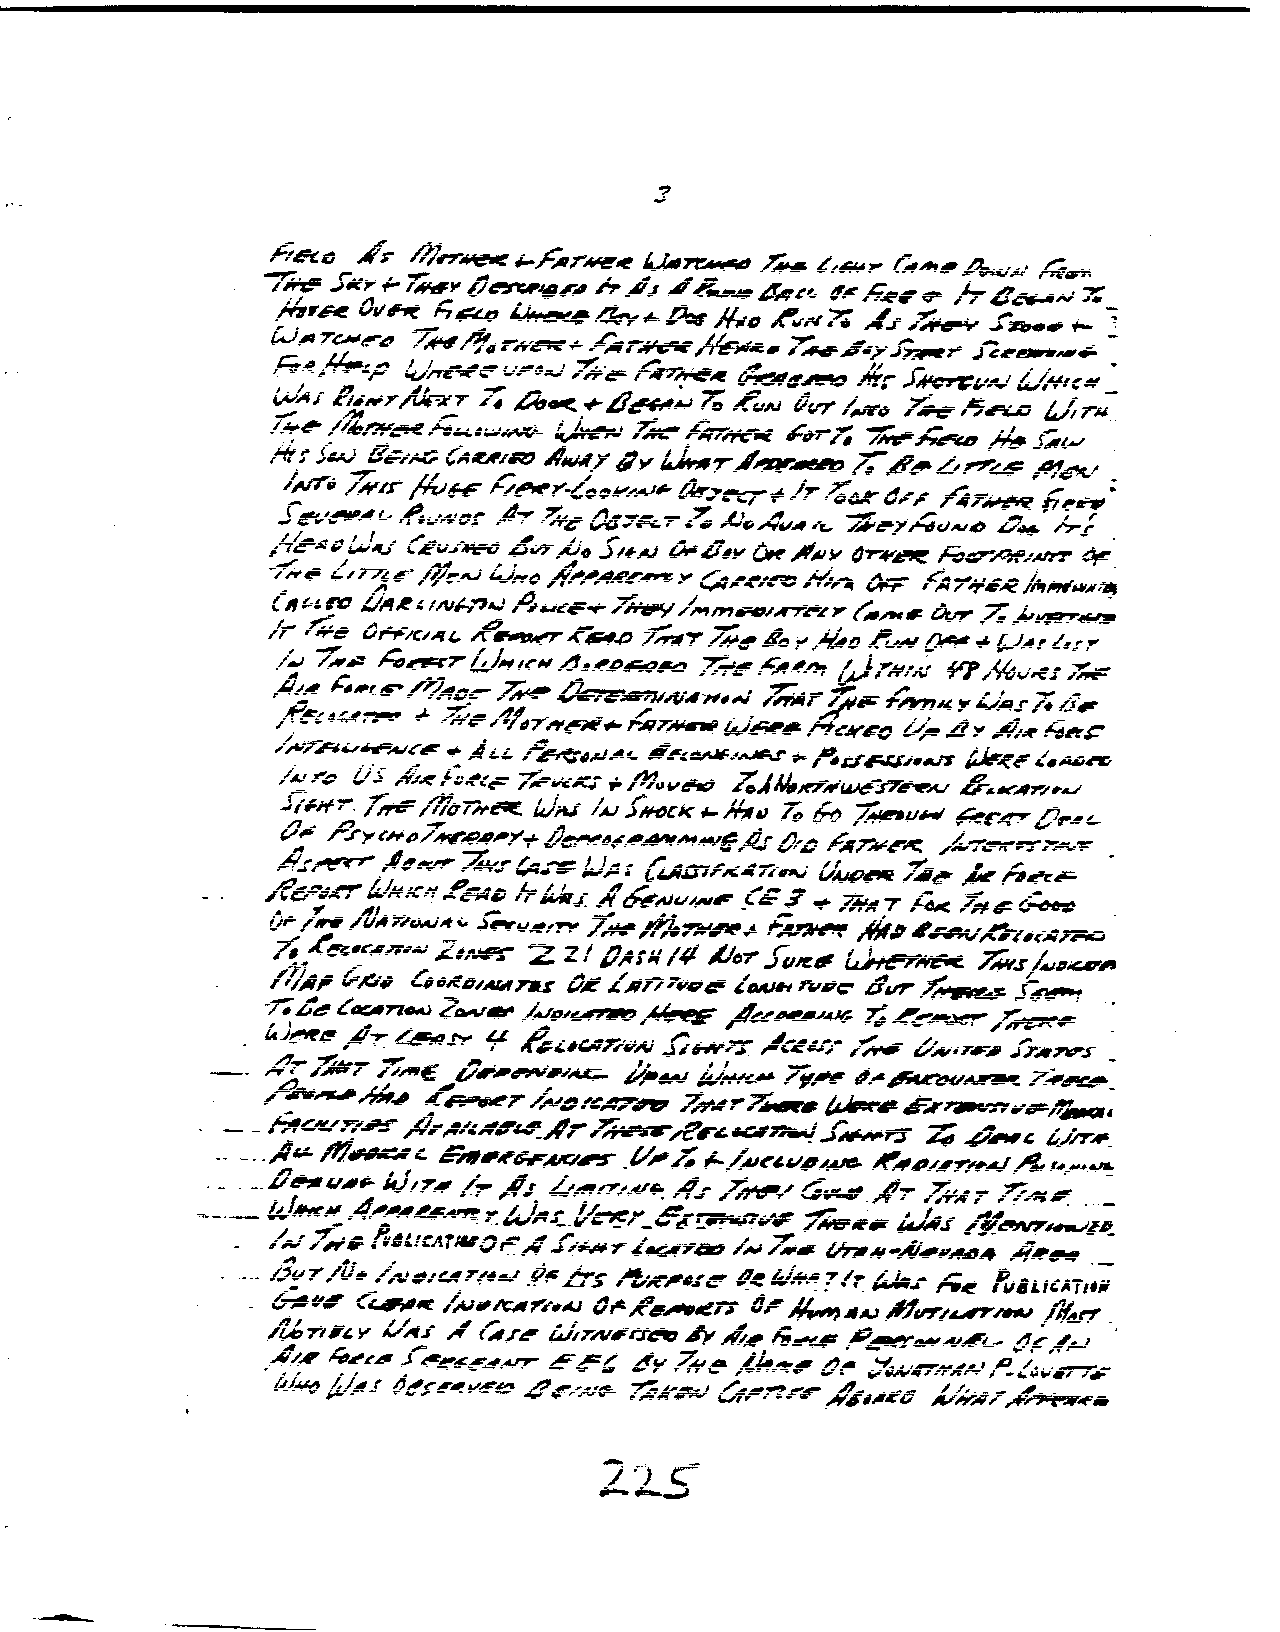 3
FIELD AS MOTHER + FATHER WATCHED THE LIGHT CAME DOWN FROM
THE SKY + THEY DESCRIBED IT AS A ROUND BALL OF FIRE + IT BEGAN TO
HOVER OVER FIELD WHERE BOY + DOG HAD RUN TO AS THEY STOOD +
WATCHED THE MOTHER + FATHER HEARD THE BOY START SCREAMING
FOR HELP WHERE UPON THE FATHER GRABBED HIS SHOTGUN WHICH
WAS RIGHT NEXT TO DOOR + BEGAN TO RUN OUT INTO THE FIELD WITH
THE MOTHER FOLLOWING WHEN THE FATHER GOT TO THE FIELD HE SAW
HIS SON BEING CARRIED AWAY BY WHAT APPEARED TO BE LITTLE MEN
INTO THIS HUGE FIERY-LOOKING OBJECT + IT TOOK OFF FATHER FIRED
SEVERAL ROUNDS AT THE OBJECT TO NO AVAIL THEY FOUND DOG IT'S
HEAD WAS CRUSHED BUT NO SIGN OF BOY OR ANY OTHER FOOTPRINTS OF
THE LITTLE MEN WHO APPARENTLY CARRIED HIM OFF FATHER
CALLED DARLINGTON POLICE + THEY IMMEDIATELY CAME OUT TO
IT THE OFFICIAL REPORT READ THAT THE BOY HAD RUN OFF + WAS LOST
IN THE FOREST WHICH BORDERED THE FARM WITHIN 48 HOURS THE
AIR FORCE MADE THE DETERMINATION THAT THE FAMILY WAS TO BE
RELOCATED + THE MOTHER + FATHER WERE PICKED UP BY AIR FORCE
INTELLIGENCE + ALL PERSONAL BELONGINGS + POSSESSIONS WERE LOADED
INTO US AIR FORCE TRUCKS + MOVED TO A NORTHWESTERN RELOCATION
SIGHT. THE MOTHER WAS IN SHOCK + HAD TO GO THROUGH GREAT DEAL
OF PSYCHOTHERAPY + DEPROGRAMMING AS DID FATHER. INTERESTING
ASPECT ABOUT THIS CASE WAS CLASSIFICATION UNDER THE AIR FORCE
REPORT WHICH READ IT WAS A GENUINE CE 3 + THAT FOR THE GOOD
OF THE NATIONAL SECURITY THE MOTHER + FATHER HAD BEEN RELOCATED
TO RELOCATION ZONES Z 21 DASH 14 NOT SURE WHETHER THIS INDICATED
MAP GRID COORDINATES OR LATITUDE LONGITUDE BUT THERE SEEM
TO BE LOCATION ZONES INDICATED HERE ACCORDING TO REPORT THERE
WERE AT LEAST 4 RELOCATION SIGHTS ACROSS THE UNITED STATES
AT THAT TIME DEPENDING UPON WHICH TYPE OF ENCOUNTER THESE
PEOPLE HAD REPORT INDICATED THAT THERE WERE EXTENSIVE MEDICAL
FACILITIES AVAILABLE AT THESE RELOCATION SIGHTS TO DEAL WITH
ALL MEDICAL EMERGENCIES UP TO + INCLUDING RADIATION POISONING
DEALING WITH IT AS LIMITING AS THEY COULD AT THAT TIME
WHICH APPARENTLY WAS VERY EXTENSIVE THERE WAS MENTIONED
IN THE PUBLICATION OF A SIGHT LOCATED IN THE UTAH-NEVADA AREA
BUT NO INDICATION OF ITS PURPOSE OR WHAT IT WAS FOR PUBLICATION
GAVE CLEAR INDICATION OF REPORTS OF HUMAN MUTILATION MOST
NOTIBLY WAS A CASE WITNESSED BY AIR FORCE PERSONNEL OF AN
AIR FORCE SERGEANT E E 6 BY THE NAME OF JONATHAN P. LOVETTE
WHO WAS OBSERVED BEING TAKEN CAPTIVE ABOARD WHAT APPEARED
225